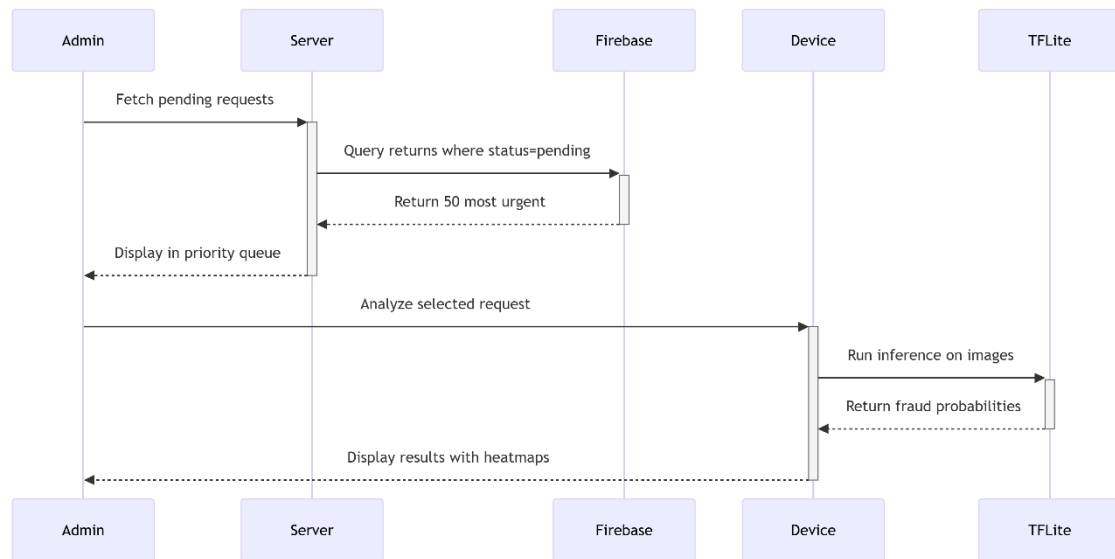 Admin
Server
Firebase
Device
TFLite
Fetch pending requests
Query returns where status=pending
Return 50 most urgent
Display in priority queue
Analyze selected request
Run inference on images
Return fraud probabilities
Display results with heatmaps
Admin
Server
Firebase
Device
TFLite